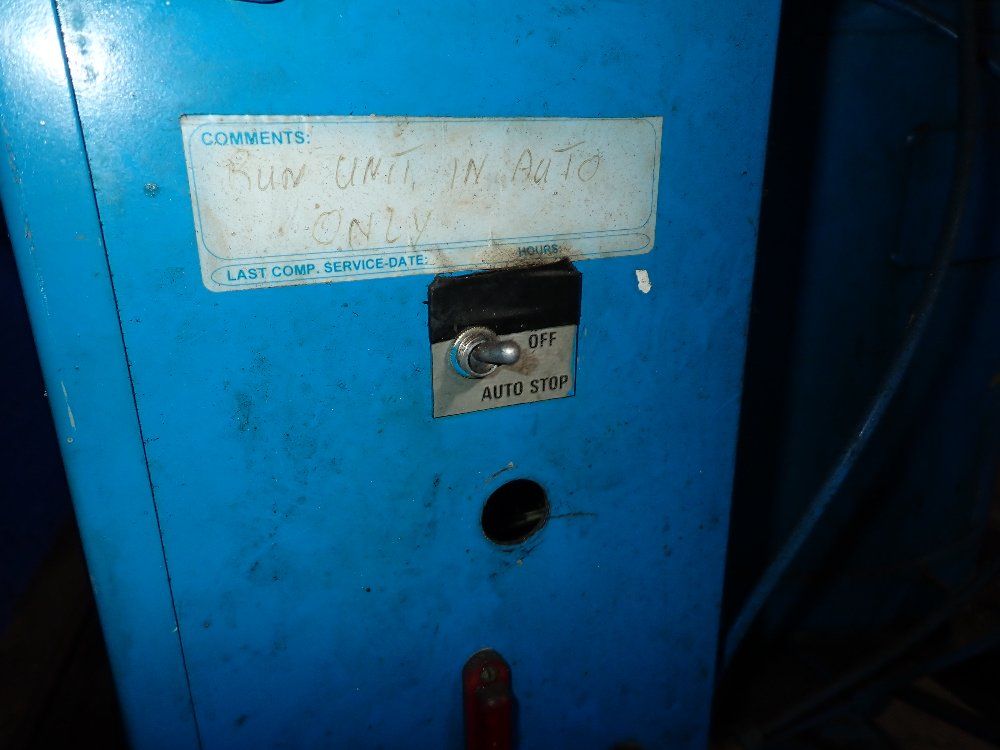 COMMENTS:
RUN UNIT IN AUTO
ONLY
HOURS:
LAST COMP. SERVICE-DATE:
OFF
AUTO STOP